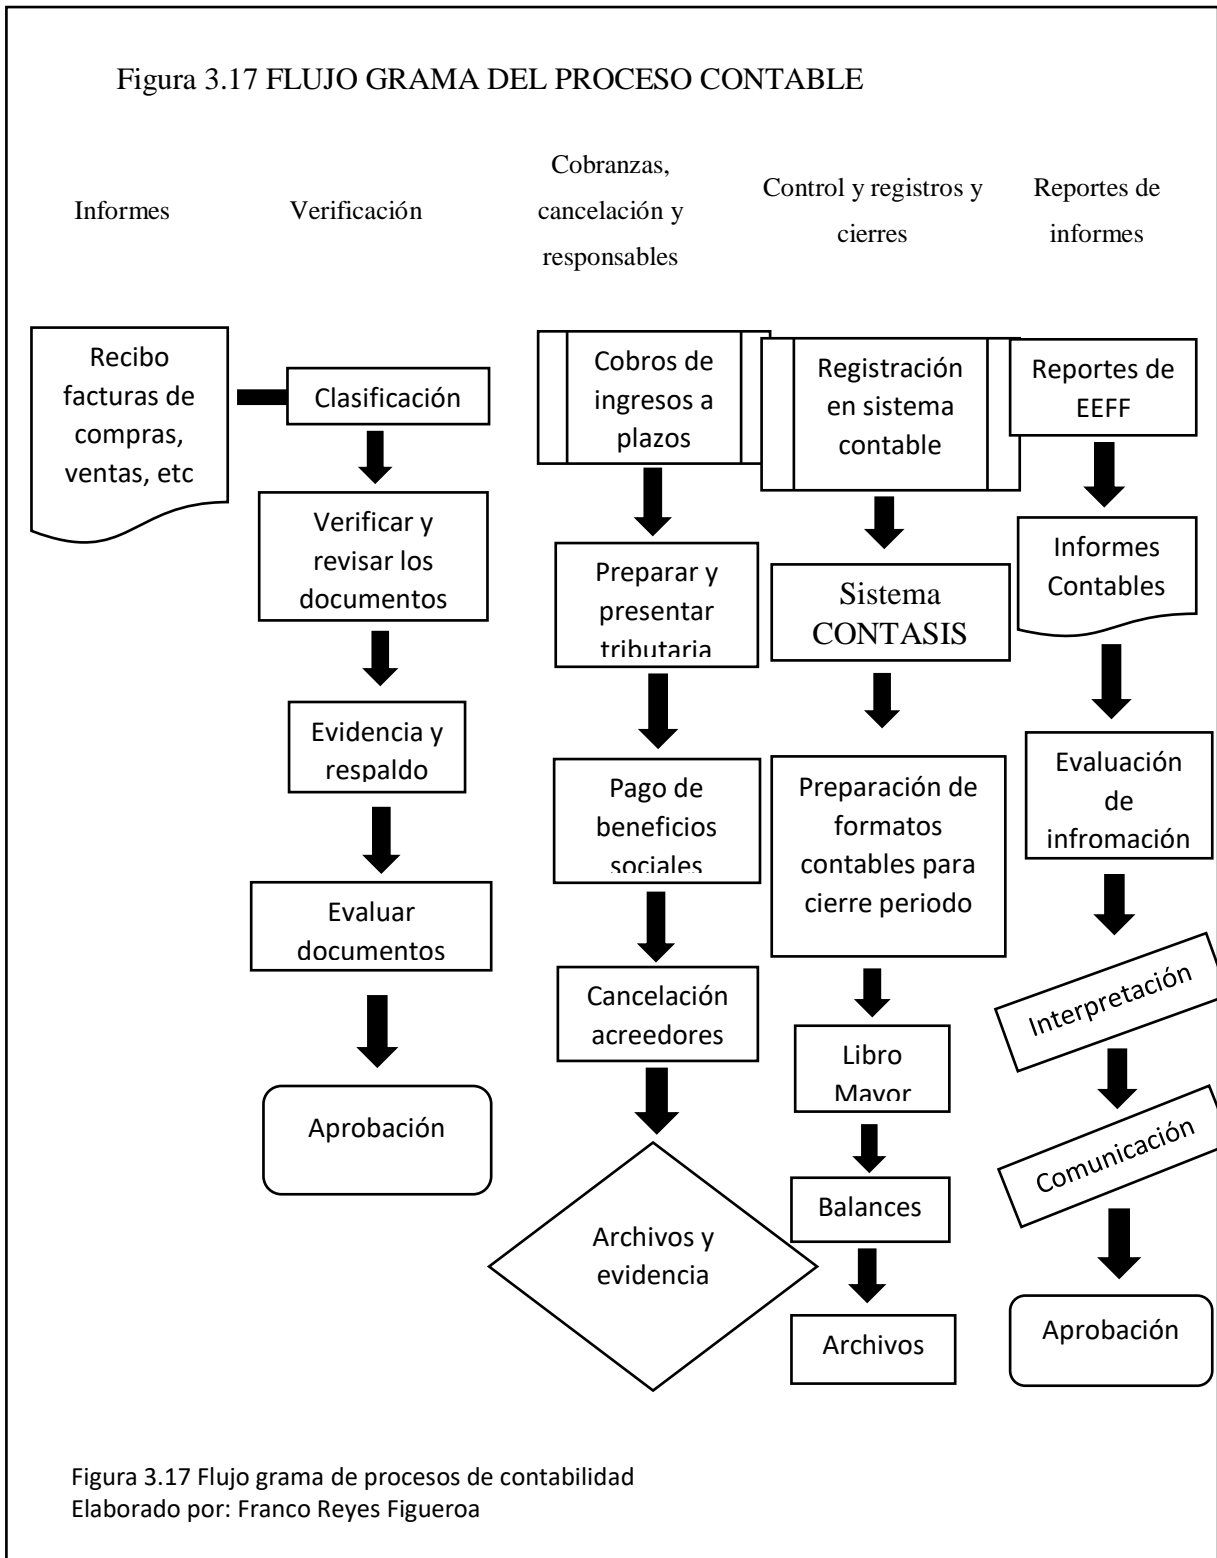 Figura 3.17 FLUJO GRAMA DEL PROCESO CONTABLE
Informes
Verificación
Cobranzas,
cancelación y
responsables
Control y registros y
cierres
Reportes de
informes
Recibo
facturas de
compras,
ventas, etc
Clasificación
Verificar y
revisar los
documentos
Evidencia y
respaldo
Evaluar
documentos
Aprobación
Cobros de
ingresos a
plazos
Preparar y
presentar
tributaria
Pago de
beneficios
sociales
Cancelación
acreedores
Archivos y
evidencia
Registración
en sistema
contable
Sistema
CONTASIS
Preparación de
formatos
contables para
cierre periodo
Libro
Mayor
Balances
Archivos
Reportes de
EEFF
Informes
Contables
Evaluación
de
infromación
Interpretación
Comunicación
Aprobación
Figura 3.17 Flujo grama de procesos de contabilidad
Elaborado por: Franco Reyes Figueroa